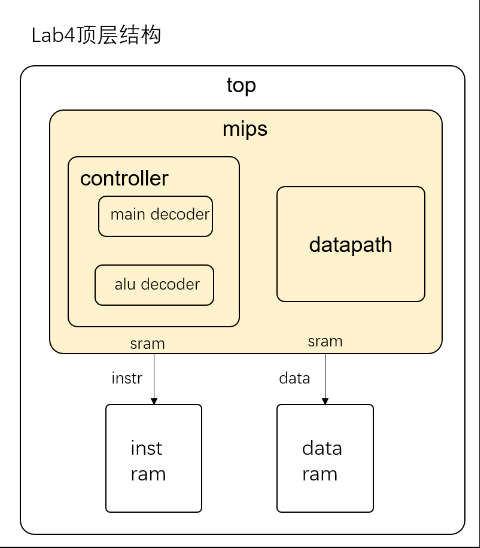 Lab4顶层结构
top
mips
controller
main decoder
alu decoder
datapath
sram
sram
instr
data
inst
ram
data
ram